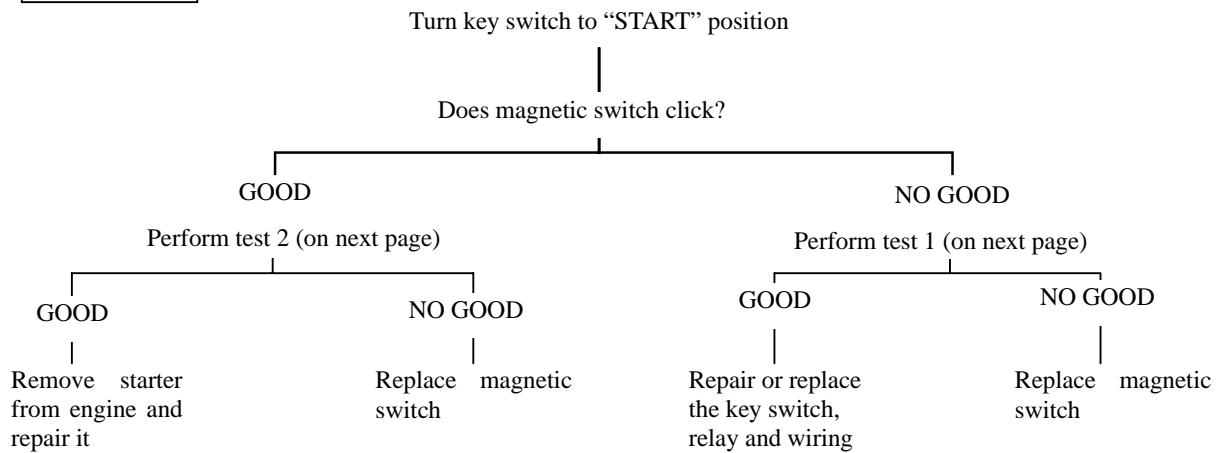 Turn key switch to “START” position
Does magnetic switch click?
GOOD
NO GOOD
Perform test 2 (on next page)
Perform test 1 (on next page)
GOOD
NO GOOD
GOOD
NO GOOD
Remove starter
from engine and
repair it
Replace magnetic
switch
Repair or replace
the key switch,
relay and wiring
Replace magnetic
switch